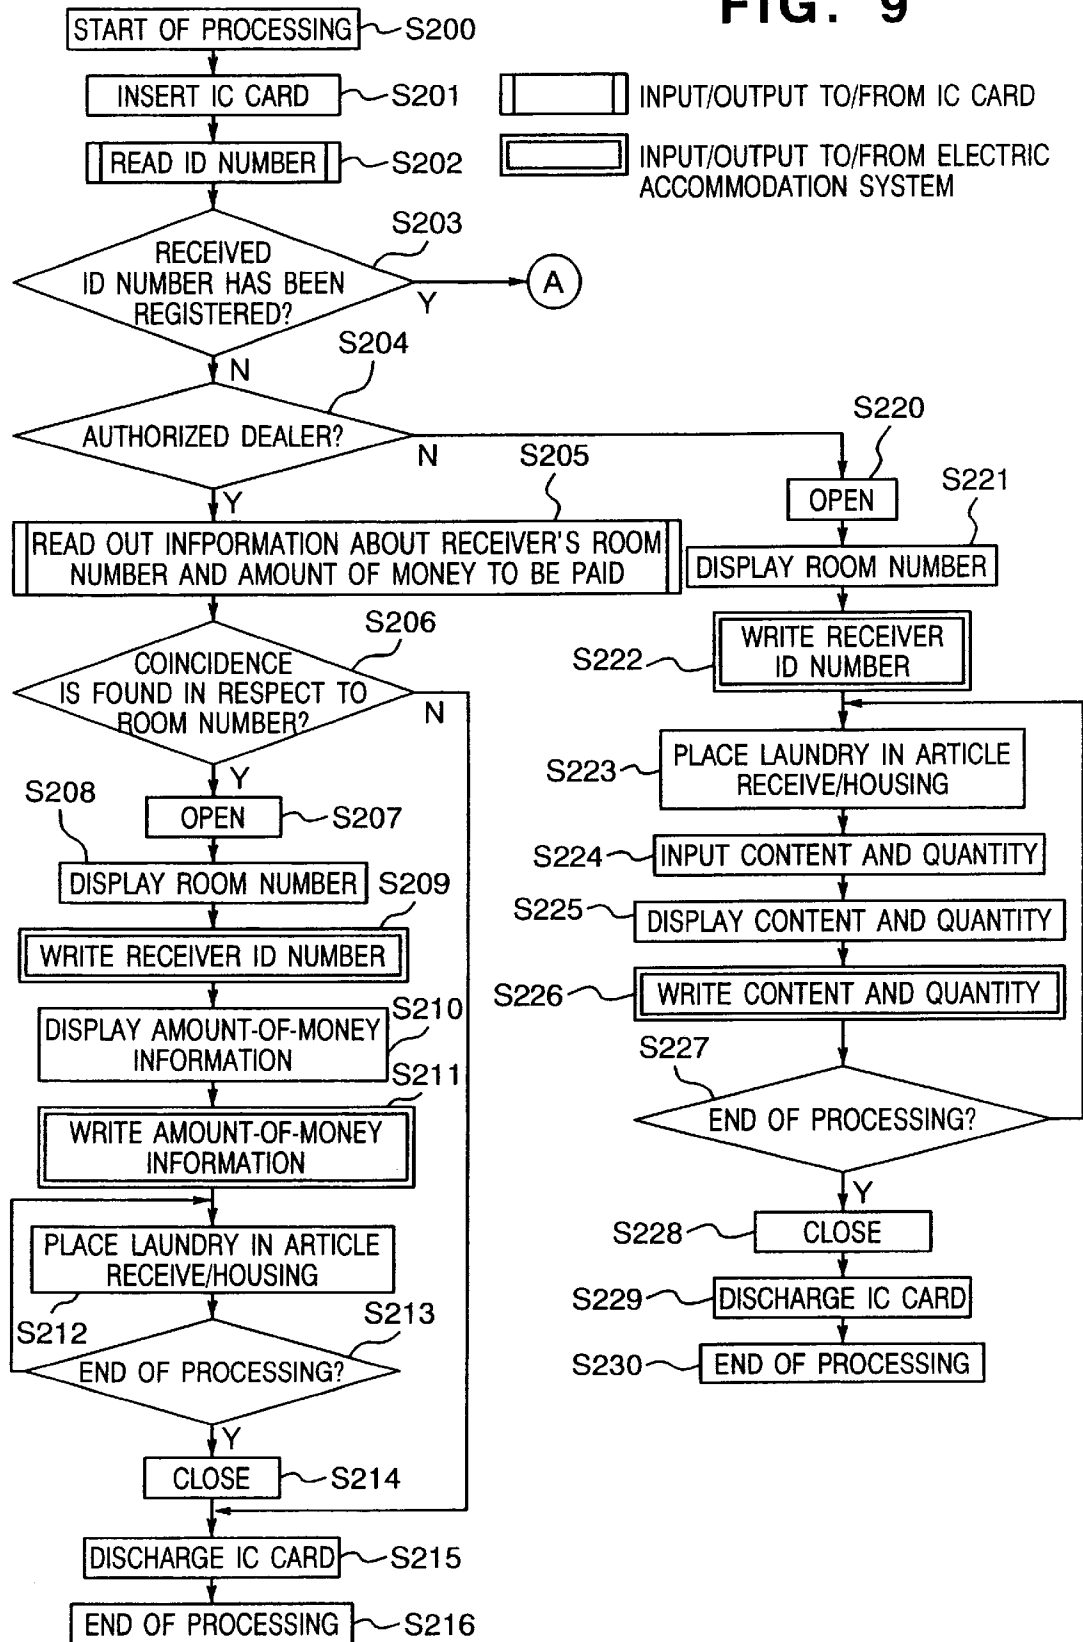 FIG. 9
START OF PROCESSING
S200
INSERT IC CARD
S201
READ ID NUMBER
S202
INPUT/OUTPUT TO/FROM IC CARD
INPUT/OUTPUT TO/FROM ELECTRIC
ACCOMMODATION SYSTEM
S203
RECEIVED
ID NUMBER HAS BEEN
REGISTERED?
Y
A
N
S204
AUTHORIZED DEALER?
N
Y
S205
READ OUT INFPORMATION ABOUT RECEIVER'S ROOM
NUMBER AND AMOUNT OF MONEY TO BE PAID
S206
COINCIDENCE
IS FOUND IN RESPECT TO
ROOM NUMBER?
N
Y
OPEN
S207
S208
DISPLAY ROOM NUMBER
S209
WRITE RECEIVER ID NUMBER
S210
DISPLAY AMOUNT-OF-MONEY
INFORMATION
S211
WRITE AMOUNT-OF-MONEY
INFORMATION
PLACE LAUNDRY IN ARTICLE
RECEIVE/HOUSING
S212
S213
END OF PROCESSING?
Y
CLOSE
S214
DISCHARGE IC CARD
S215
END OF PROCESSING
S216
S220
OPEN
S221
DISPLAY ROOM NUMBER
S222
WRITE RECEIVER
ID NUMBER
S223
PLACE LAUNDRY IN ARTICLE
RECEIVE/HOUSING
S224
INPUT CONTENT AND QUANTITY
S225
DISPLAY CONTENT AND QUANTITY
S226
WRITE CONTENT AND QUANTITY
S227
END OF PROCESSING?
Y
S228
CLOSE
S229
DISCHARGE IC CARD
S230
END OF PROCESSING